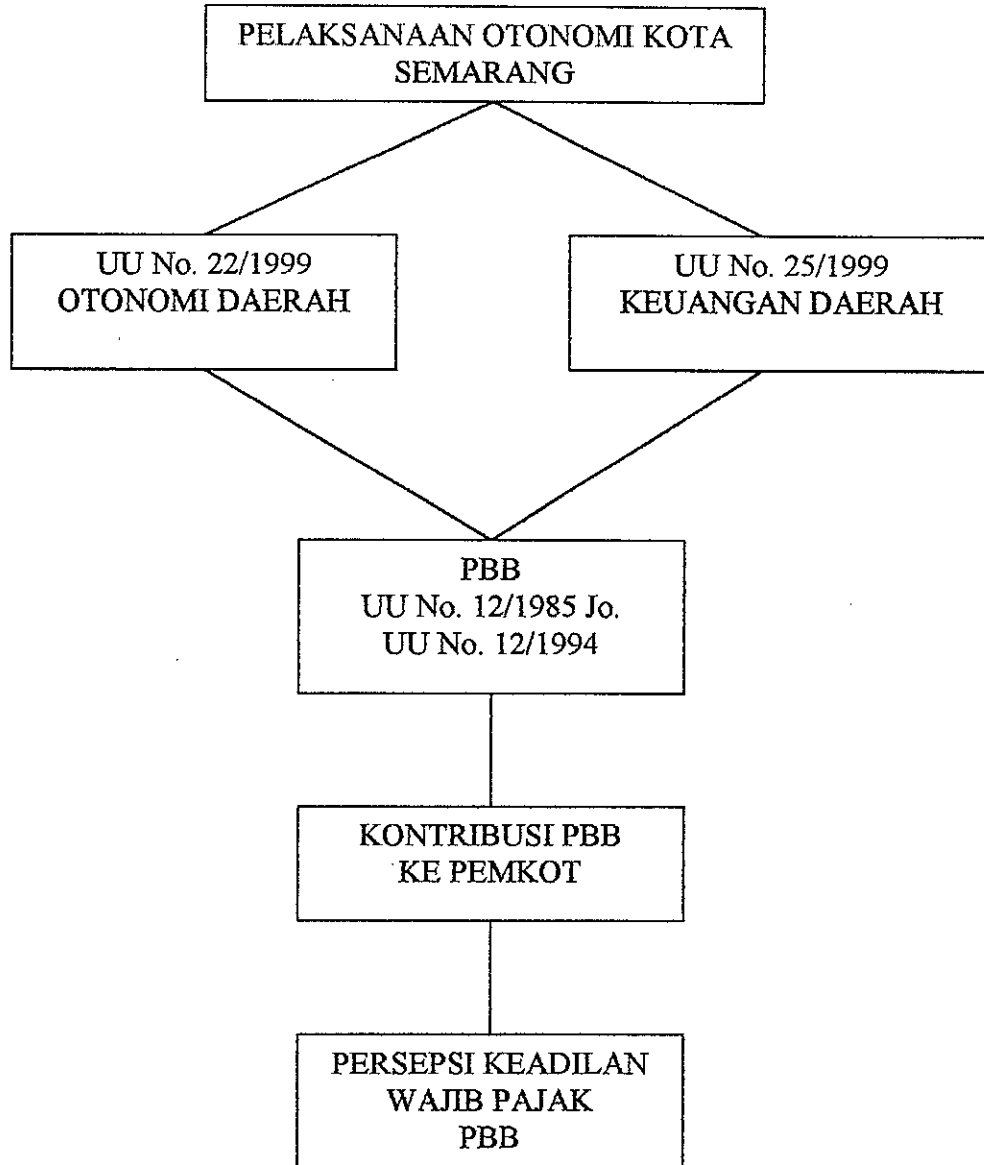 PELAKSANAAN OTONOMI KOTA
SEMARANG
UU No. 22/1999
OTONOMI DAERAH
UU No. 25/1999
KEUANGAN DAERAH
PBB
UU No. 12/1985 Jo.
UU No. 12/1994
KONTRIBUSI PBB
KE PEMKOT
PERSEPSI KEADILAN
WAJIB PAJAK
PBB